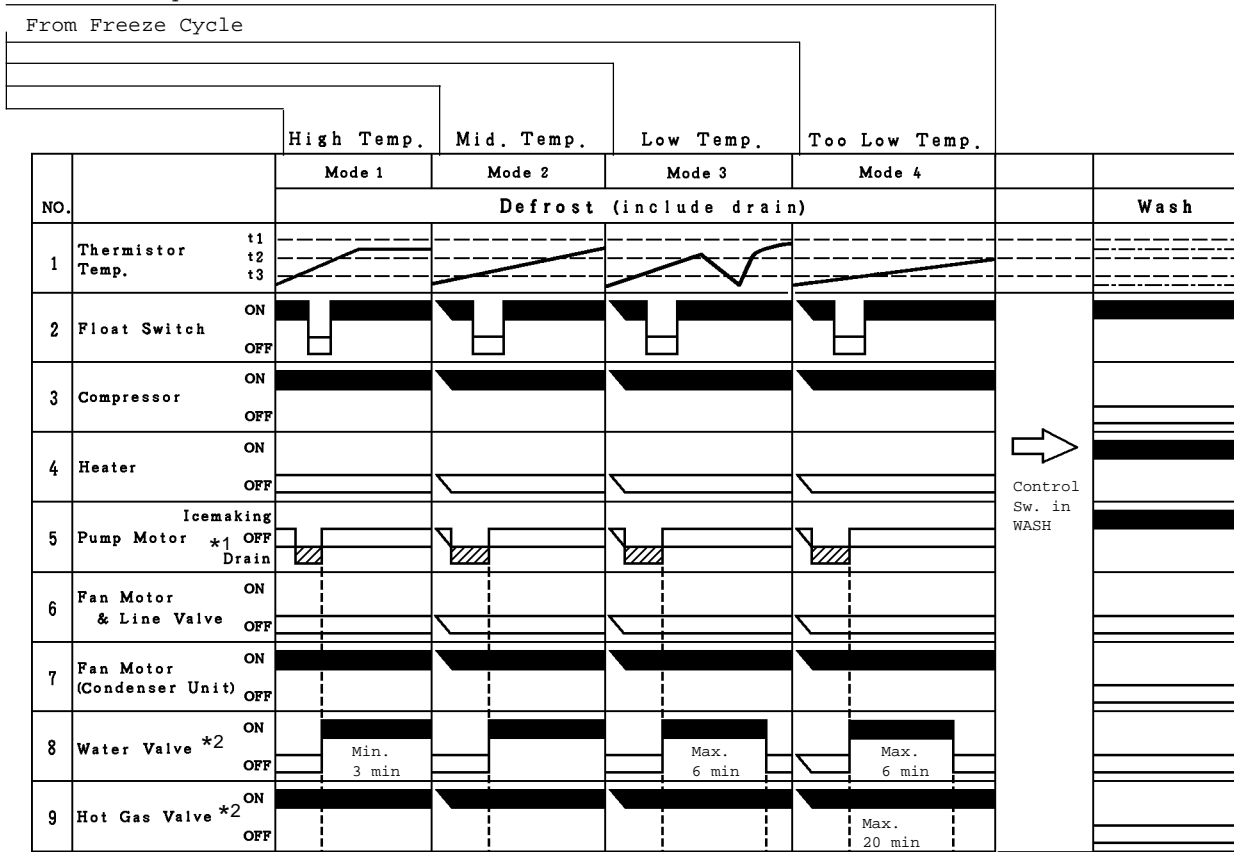 From Freeze Cycle
High Temp. Mid. Temp. Low Temp. Too Low Temp.
Mode 1 Mode 2 Mode 3 Mode 4
NO. Defrost (include drain) Wash
1 Thermistor Temp. t1 t2 t3
2 Float Switch ON OFF
3 Compressor ON OFF
4 Heater ON OFF
Control Sw. in WASH
5 Pump Motor *1 Icemaking OFF Drain
6 Fan Motor & Line Valve ON OFF
7 Fan Motor (Condenser Unit) ON OFF
8 Water Valve *2 ON OFF Min. 3 min Max. 6 min Max. 6 min
9 Hot Gas Valve *2 ON OFF Max. 20 min